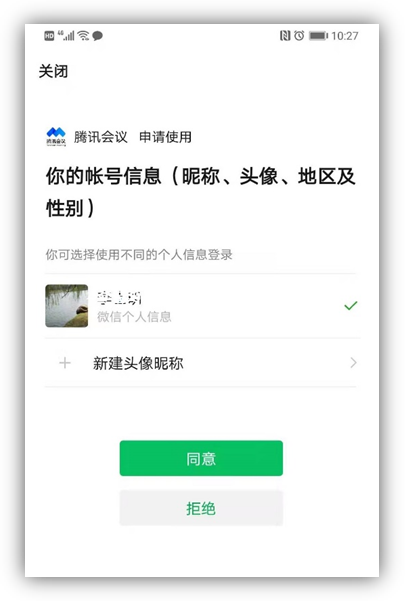 HD 4G 10:27
关闭
腾讯会议 申请使用
你的帐号信息（昵称、头像、地区及
性别）
你可选择使用不同的个人信息登录
微信个人信息
新建头像昵称
同意
拒绝